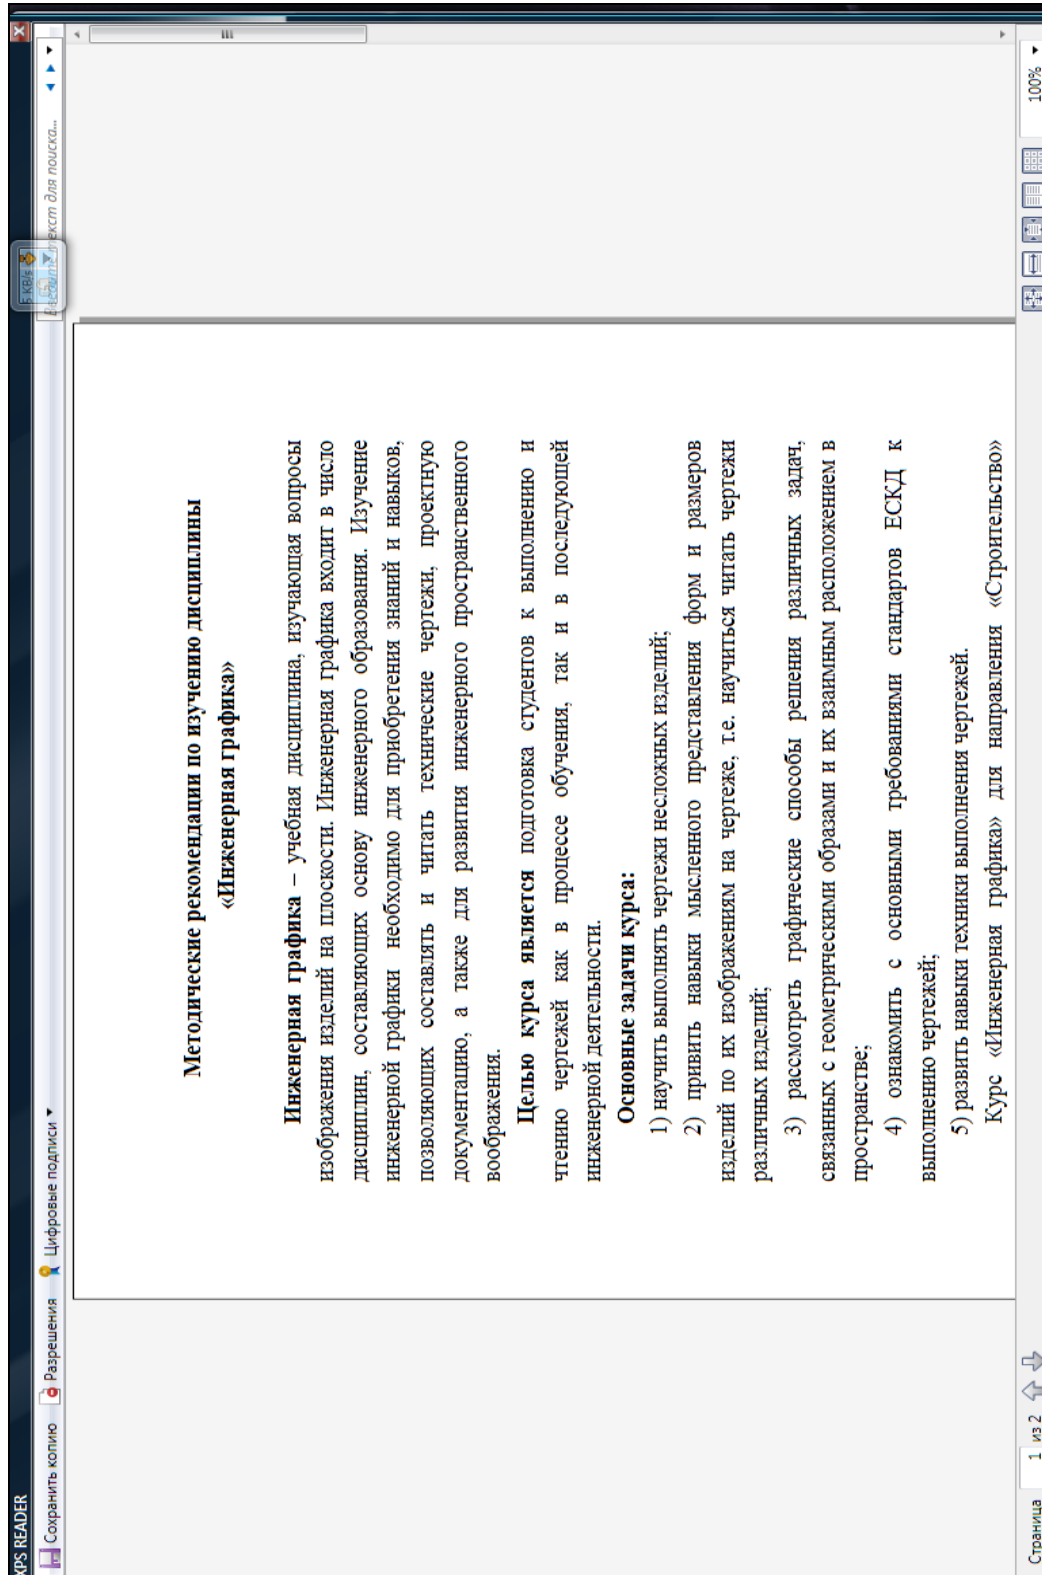 XPS READER
Сохранить копию Разрешения Цифровые подписи
5 KB/s
текст для поиска...
Методические рекомендации по изучению дисциплины
«Инженерная графика»
Инженерная графика – учебная дисциплина, изучающая вопросы
изображения изделий на плоскости. Инженерная графика входит в число
дисциплин, составляющих основу инженерного образования. Изучение
инженерной графики необходимо для приобретения знаний и навыков,
позволяющих составлять и читать технические чертежи, проектную
документацию, а также для развития инженерного пространственного
воображения.
Целью курса является подготовка студентов к выполнению и
чтению чертежей как в процессе обучения, так и в последующей
инженерной деятельности.
Основные задачи курса:
1) научить выполнять чертежи несложных изделий;
2) привить навыки мысленного представления форм и размеров
изделий по их изображениям на чертеже, т.е. научиться читать чертежи
различных изделий;
3) рассмотреть графические способы решения различных задач,
связанных с геометрическими образами и их взаимным расположением в
пространстве;
4) ознакомить с основными требованиями стандартов ЕСКД к
выполнению чертежей;
5) развить навыки техники выполнения чертежей.
Курс «Инженерная графика» для направления «Строительство»
Страница 1 из 2 100%